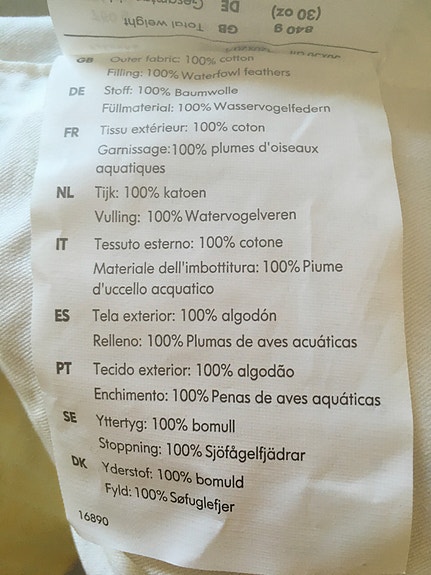 840 g GB Total weight
(30 oz) DE
GB Outer fabric: 100% cotton
Filling: 100% Waterfowl feathers
DE Stoff: 100% Baumwolle
Füllmaterial: 100% Wasservogelfedern
FR Tissu extérieur: 100% coton
Garnissage:100% plumes d'oiseaux
aquatiques
NL Tijk: 100% katoen
Vulling: 100% Watervogelveren
IT Tessuto esterno: 100% cotone
Materiale dell'imbottitura: 100% Piume
d'uccello acquatico
ES Tela exterior: 100% algodón
Relleno: 100% Plumas de aves acuáticas
PT Tecido exterior: 100% algodão
Enchimento: 100% Penas de aves aquáticas
SE Yttertyg: 100% bomull
Stoppning: 100% Sjöfågelfjädrar
DK Yderstof: 100% bomuld
Fyld: 100% Søfuglefjer
16890